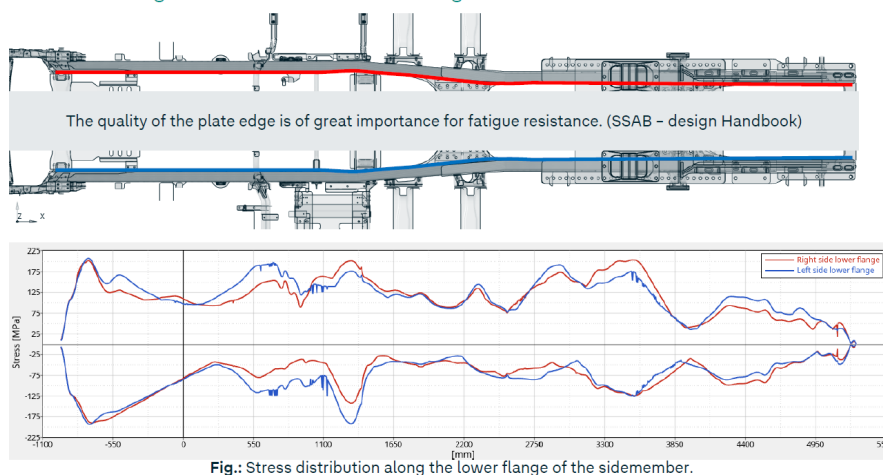 The quality of the plate edge is of great importance for fatigue resistance. (SSAB – design Handbook)
Z
X
225
175
125
75
25
-25
-75
-125
-175
-225
Stress [MPa]
Right side lower flange
Left side lower flange
-1100
-550
0
550
1100
1650
2200
2750
3300
3850
4400
4950
[mm]
Fig.: Stress distribution along the lower flange of the sidemember.